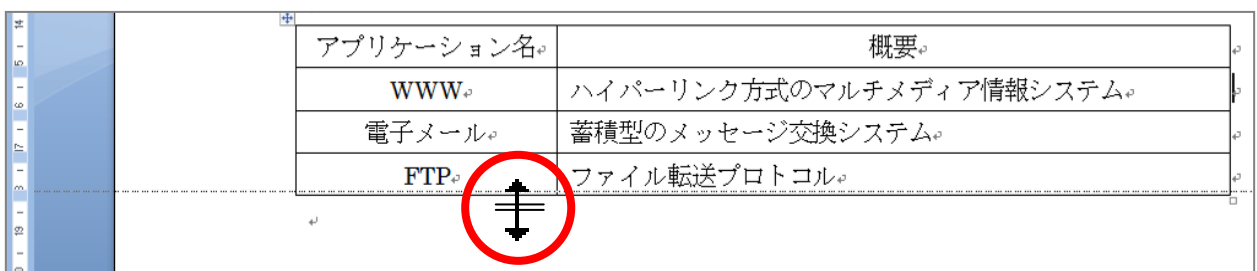 アプリケーション名 概要
WWW ハイパーリンク方式のマルチメディア情報システム
電子メール 蓄積型のメッセージ交換システム
FTP ファイル転送プロトコル